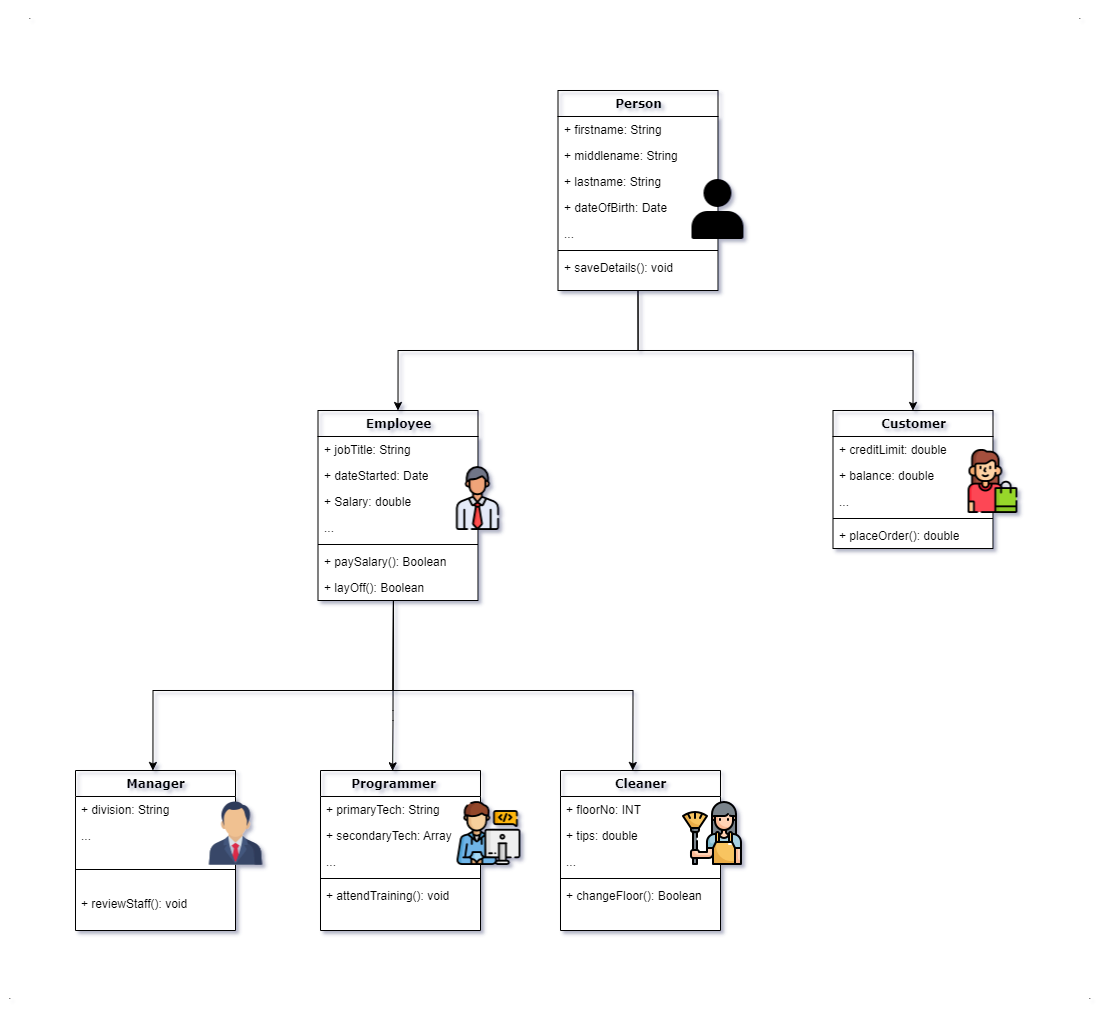 Person
+ firstname: String
+ middlename: String
+ lastname: String
+ dateOfBirth: Date
...
+ saveDetails(): void
Employee
+ jobTitle: String
+ dateStarted: Date
+ Salary: double
...
+ paySalary(): Boolean
+ layOff(): Boolean
Customer
+ creditLimit: double
+ balance: double
...
+ placeOrder(): double
Manager
+ division: String
...
+ reviewStaff(): void
Programmer
+ primaryTech: String
+ secondaryTech: Array
...
+ attendTraining(): void
Cleaner
+ floorNo: INT
+ tips: double
...
+ changeFloor(): Boolean